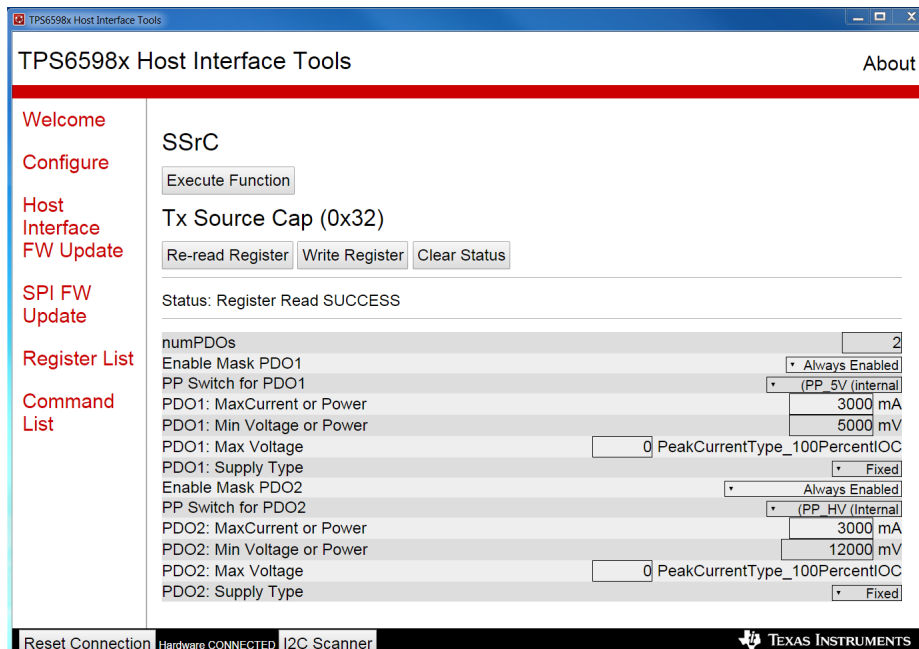 TPS6598x Host Interface Tools
TPS6598x Host Interface Tools
About
Welcome
Configure
Host
Interface
FW Update
SPI FW
Update
Register List
Command
List
SSrC
Execute Function
Tx Source Cap (0x32)
Re-read Register Write Register Clear Status
Status: Register Read SUCCESS
numPDOs 2
Enable Mask PDO1 Always Enabled
PP Switch for PDO1 (PP_5V (internal
PDO1: MaxCurrent or Power 3000 mA
PDO1: Min Voltage or Power 5000 mV
PDO1: Max Voltage 0 PeakCurrentType_100PercentIOC
PDO1: Supply Type Fixed
Enable Mask PDO2 Always Enabled
PP Switch for PDO2 (PP_HV (Internal
PDO2: MaxCurrent or Power 3000 mA
PDO2: Min Voltage or Power 12000 mV
PDO2: Max Voltage 0 PeakCurrentType_100PercentIOC
PDO2: Supply Type Fixed
Reset Connection Hardware CONNECTED I2C Scanner
TEXAS INSTRUMENTS